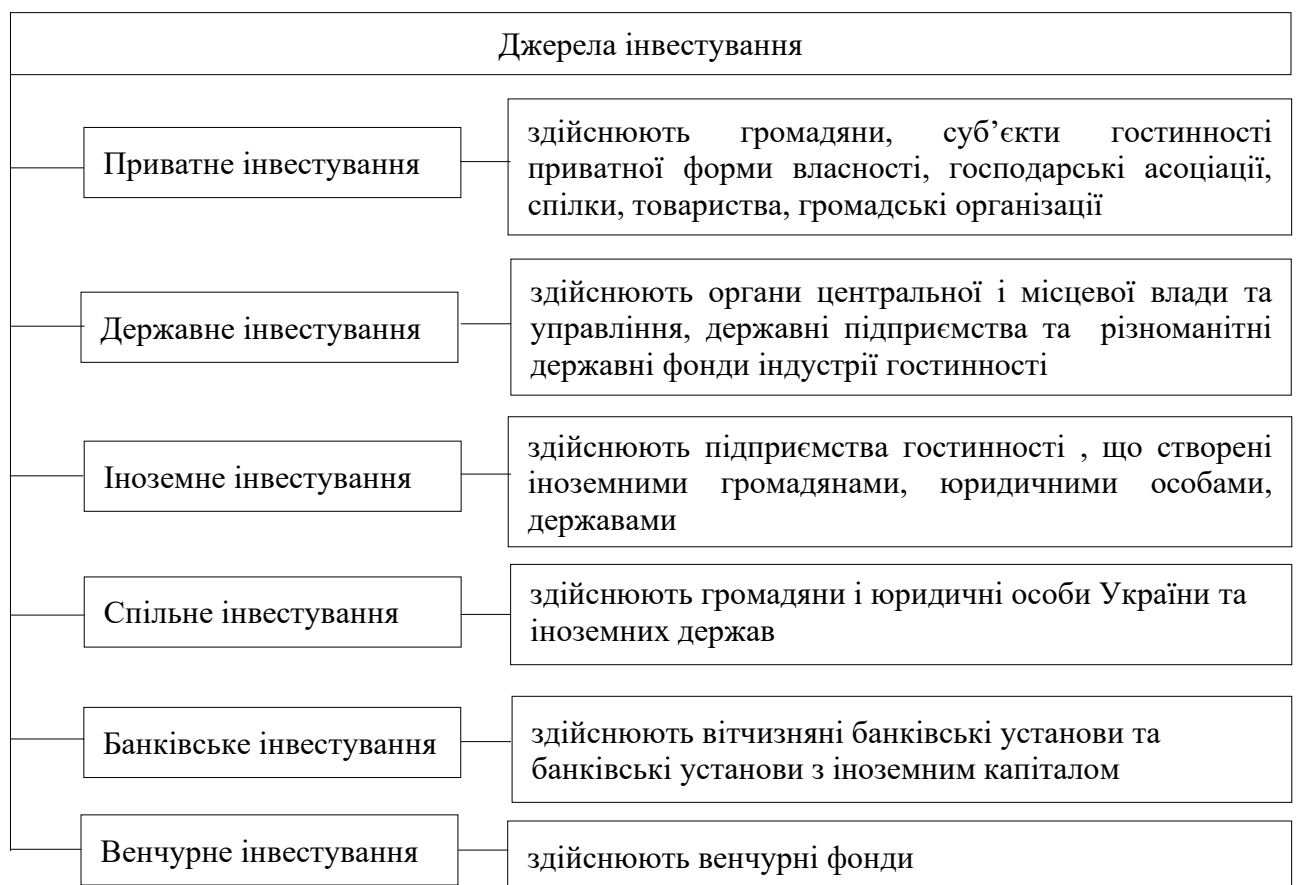 Джерела інвестування
Приватне інвестування
здійснюють громадяни, суб’єкти гостинності
приватної форми власності, господарські асоціації,
спілки, товариства, громадські організації
Державне інвестування
здійснюють органи центральної і місцевої влади та
управління, державні підприємства та різноманітні
державні фонди індустрії гостинності
Іноземне інвестування
здійснюють підприємства гостинності , що створені
іноземними громадянами, юридичними особами,
державами
Спільне інвестування
здійснюють громадяни і юридичні особи України та
іноземних держав
Банківське інвестування
здійснюють вітчизняні банківські установи та
банківські установи з іноземним капіталом
Венчурне інвестування
здійснюють венчурні фонди